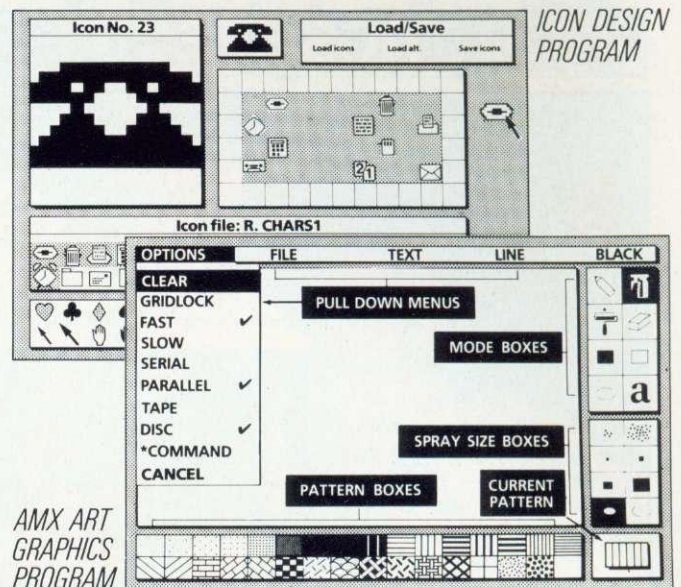 Icon No. 23
Load/Save
Load icons Load alt. Save icons
ICON DESIGN
PROGRAM
21
Icon file: R. CHARS1
OPTIONS FILE TEXT LINE BLACK
CLEAR
GRIDLOCK
FAST ✓
SLOW
SERIAL
PARALLEL ✓
TAPE
DISC ✓
*COMMAND
CANCEL
PULL DOWN MENUS
MODE BOXES
a
SPRAY SIZE BOXES
PATTERN BOXES
CURRENT
PATTERN
AMX ART
GRAPHICS
PROGRAM